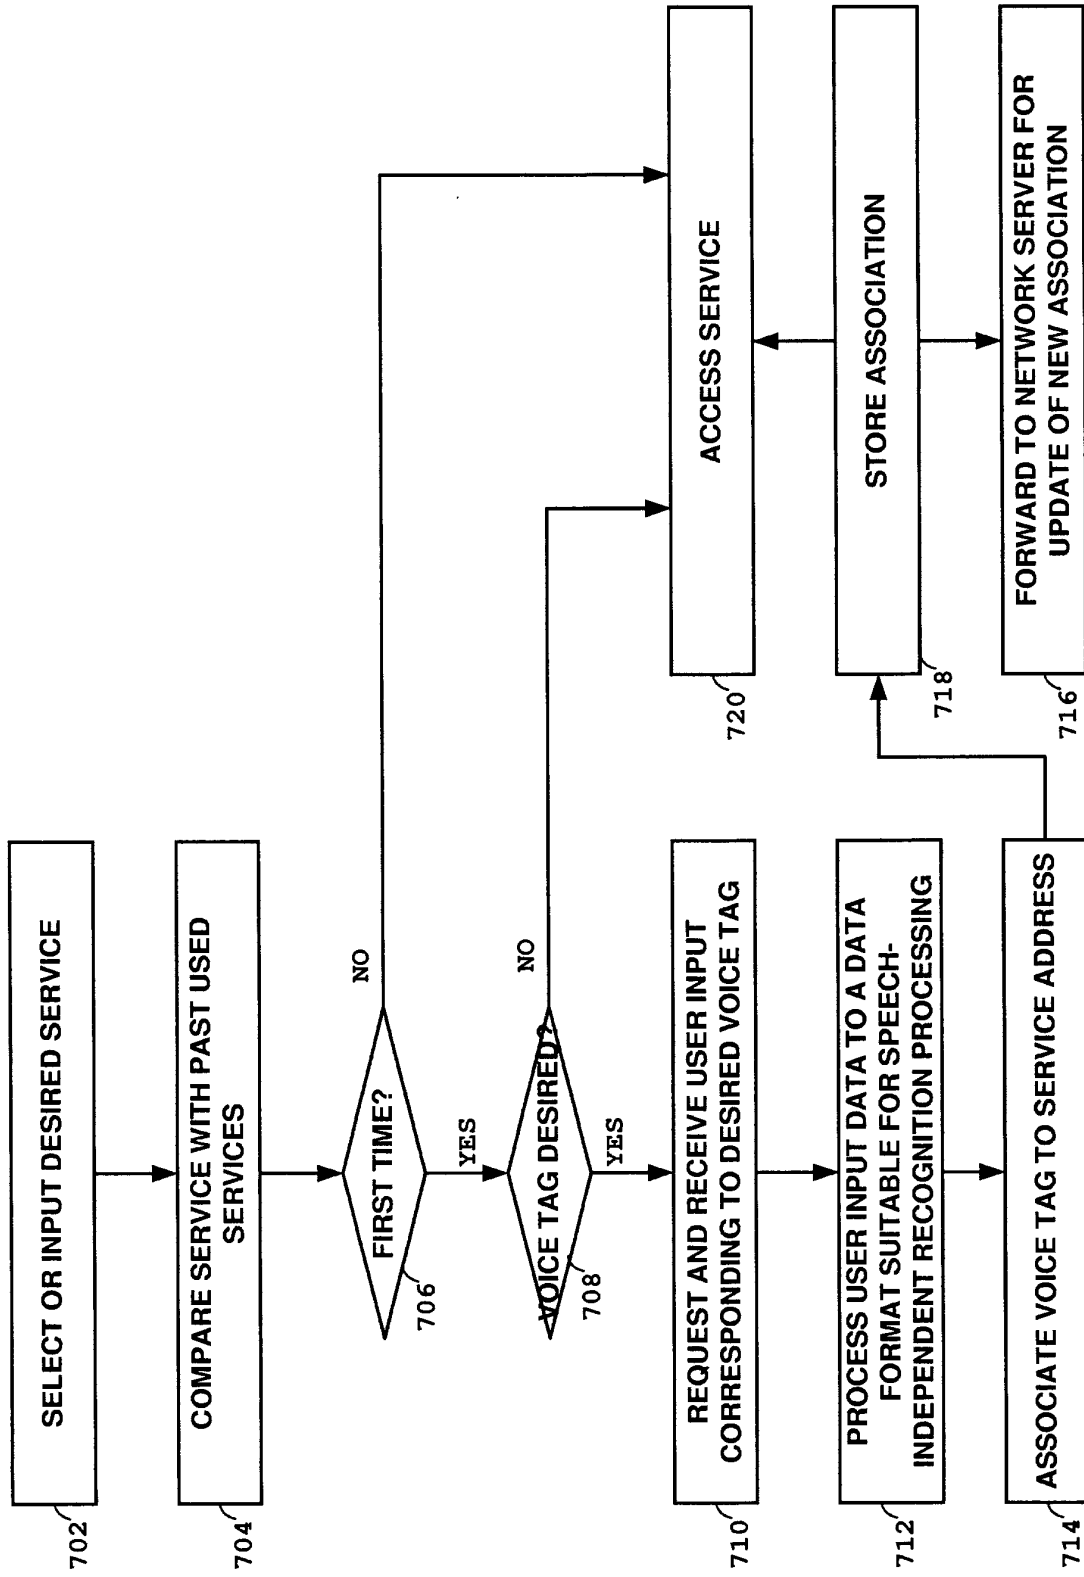 SELECT OR INPUT DESIRED SERVICE
702
COMPARE SERVICE WITH PAST USED
SERVICES
704
FIRST TIME?
NO
706
YES
VOICE TAG DESIRED?
NO
708
YES
REQUEST AND RECEIVE USER INPUT
CORRESPONDING TO DESIRED VOICE TAG
710
PROCESS USER INPUT DATA TO A DATA
FORMAT SUITABLE FOR SPEECH-
INDEPENDENT RECOGNITION PROCESSING
712
ASSOCIATE VOICE TAG TO SERVICE ADDRESS
714
ACCESS SERVICE
720
STORE ASSOCIATION
718
FORWARD TO NETWORK SERVER FOR
UPDATE OF NEW ASSOCIATION
716